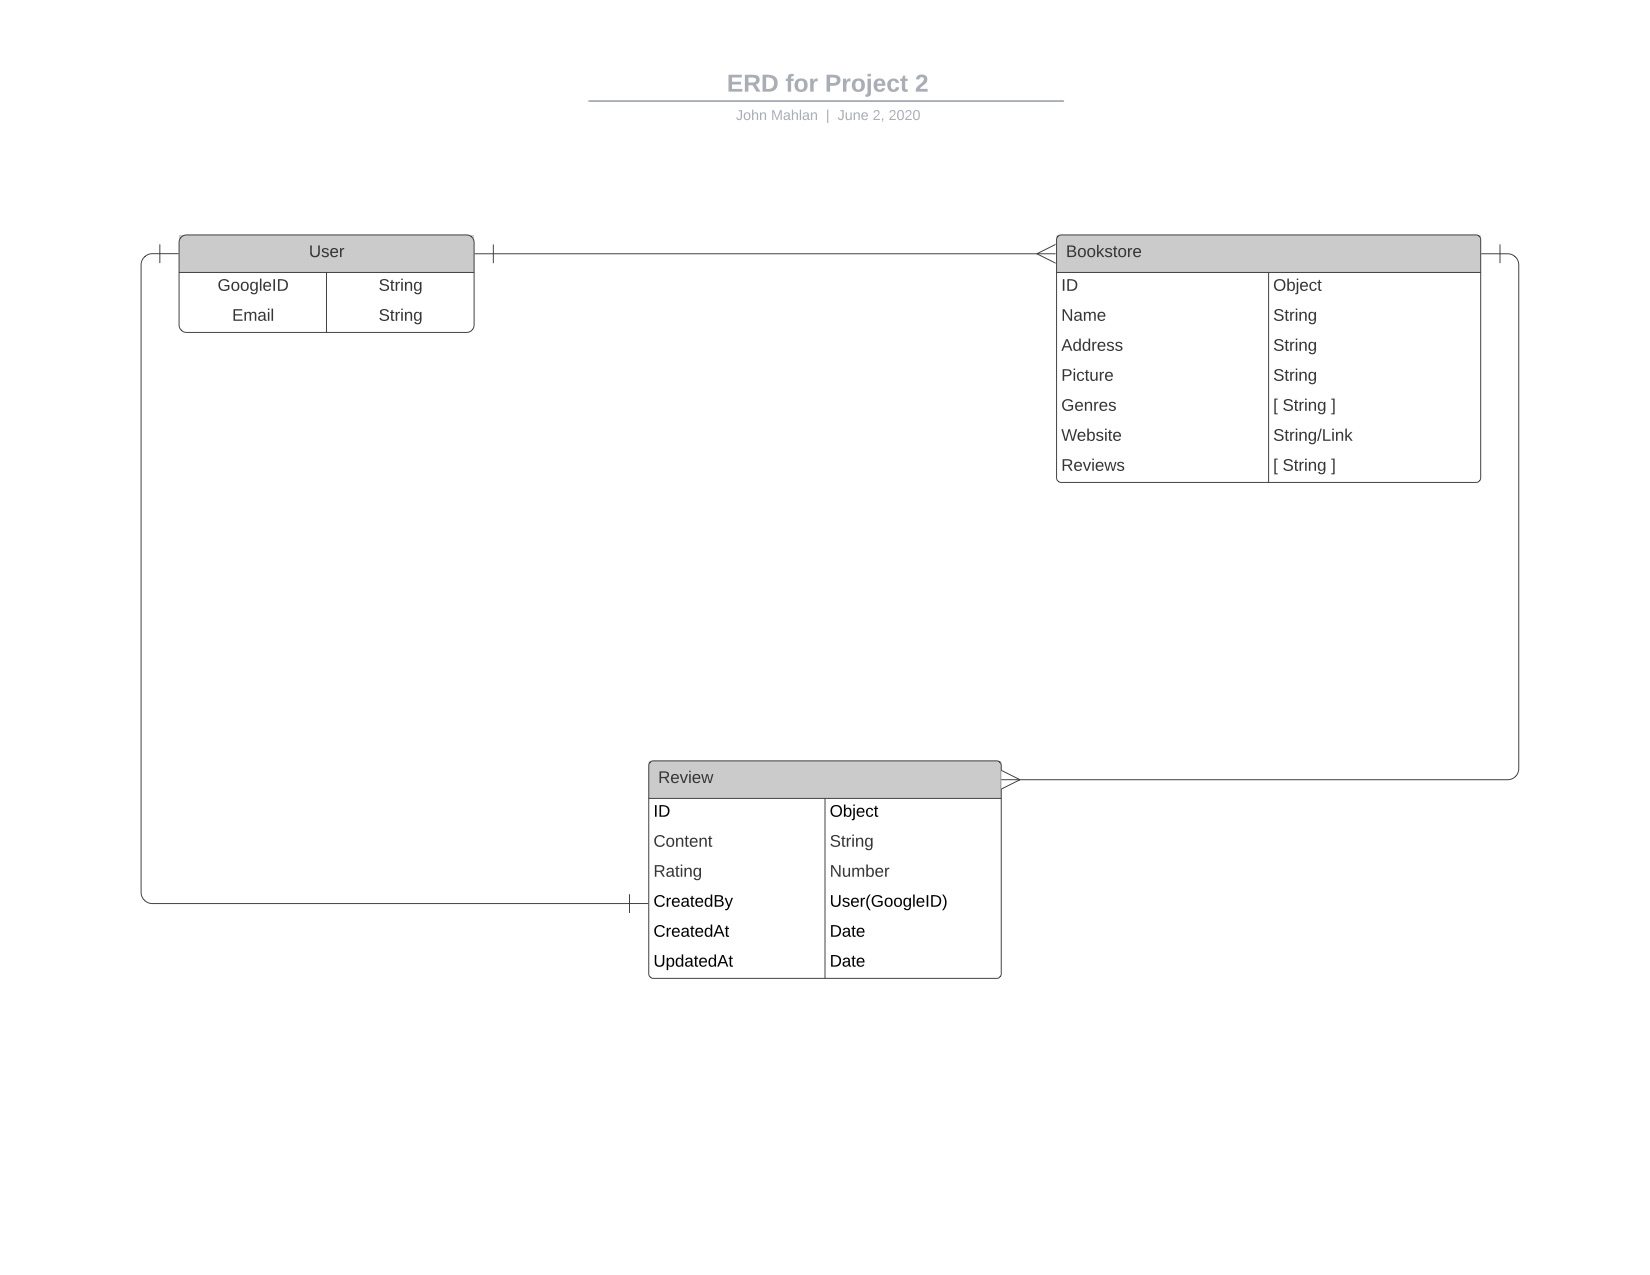 ERD for Project 2
John Mahlan | June 2, 2020
User
GoogleID String
Email String
Bookstore
ID Object
Name String
Address String
Picture String
Genres [ String ]
Website String/Link
Reviews [ String ]
Review
ID Object
Content String
Rating Number
CreatedBy User(GoogleID)
CreatedAt Date
UpdatedAt Date